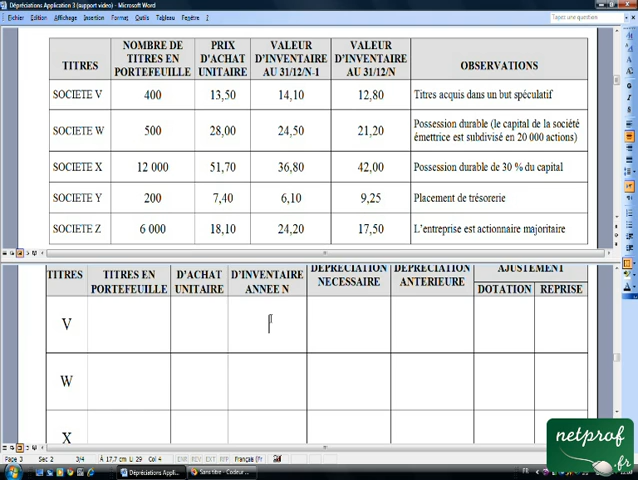 Dépréciations Application 3 (support video) - Microsoft Word
Fichier Edition Affichage Insertion Format Outils Tableau Fenêtre ?
Tapez une question
TITRES
NOMBRE DE TITRES EN PORTEFEUILLE
PRIX D'ACHAT UNITAIRE
VALEUR D'INVENTAIRE AU 31/12/N-1
VALEUR D'INVENTAIRE AU 31/12/N
OBSERVATIONS
SOCIETE V 400 13,50 14,10 12,80 Titres acquis dans un but spéculatif
SOCIETE W 500 28,00 24,50 21,20 Possession durable (le capital de la société
émettrice est subdivisé en 20 000 actions)
SOCIETE X 12 000 51,70 36,80 42,00 Possession durable de 30 % du capital
SOCIETE Y 200 7,40 6,10 9,25 Placement de trésorerie
SOCIETE Z 6 000 18,10 24,20 17,50 L'entreprise est actionnaire majoritaire
TITRES
TITRES EN PORTEFEUILLE
D'ACHAT UNITAIRE
D'INVENTAIRE ANNEE N
DEPRECIATION NECESSAIRE
DEPRECIATION ANTERIEURE
AJUSTEMENT
DOTATION REPRISE
V
W
X
netprof
.fr
Page 3 Sec 2 3/4 À 17,7 cm Li 29 Col 4 ENR REV EXT RFP Français (Fr
Dépréciations Appl...
Sans titre - Codeur ...
FR